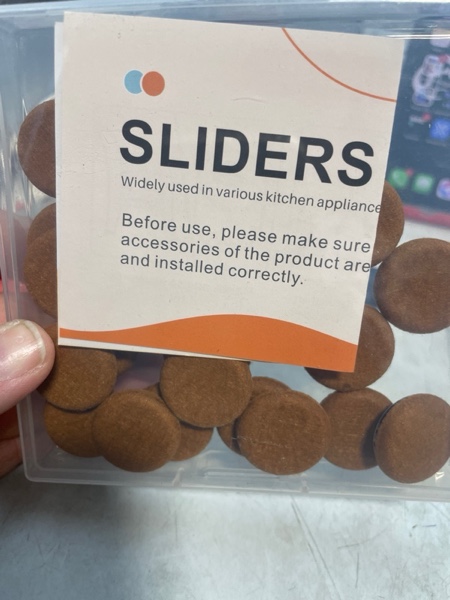 SLIDERS
Widely used in various kitchen appliance
Before use, please make sure
accessories of the product are
and installed correctly.